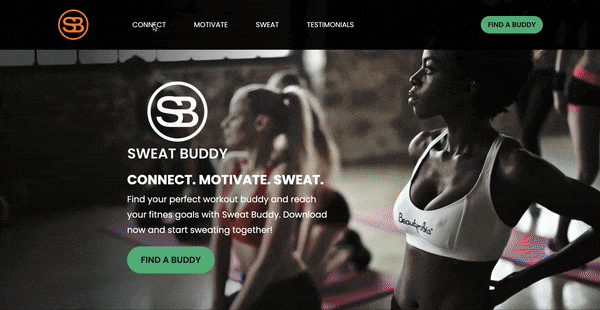 SB
CONNECT
MOTIVATE
SWEAT
TESTIMONIALS
FIND A BUDDY
SB
SWEAT BUDDY
CONNECT. MOTIVATE. SWEAT.
Find your perfect workout buddy and reach
your fitnes goals with Sweat Buddy. Download
now and start sweating together!
FIND A BUDDY